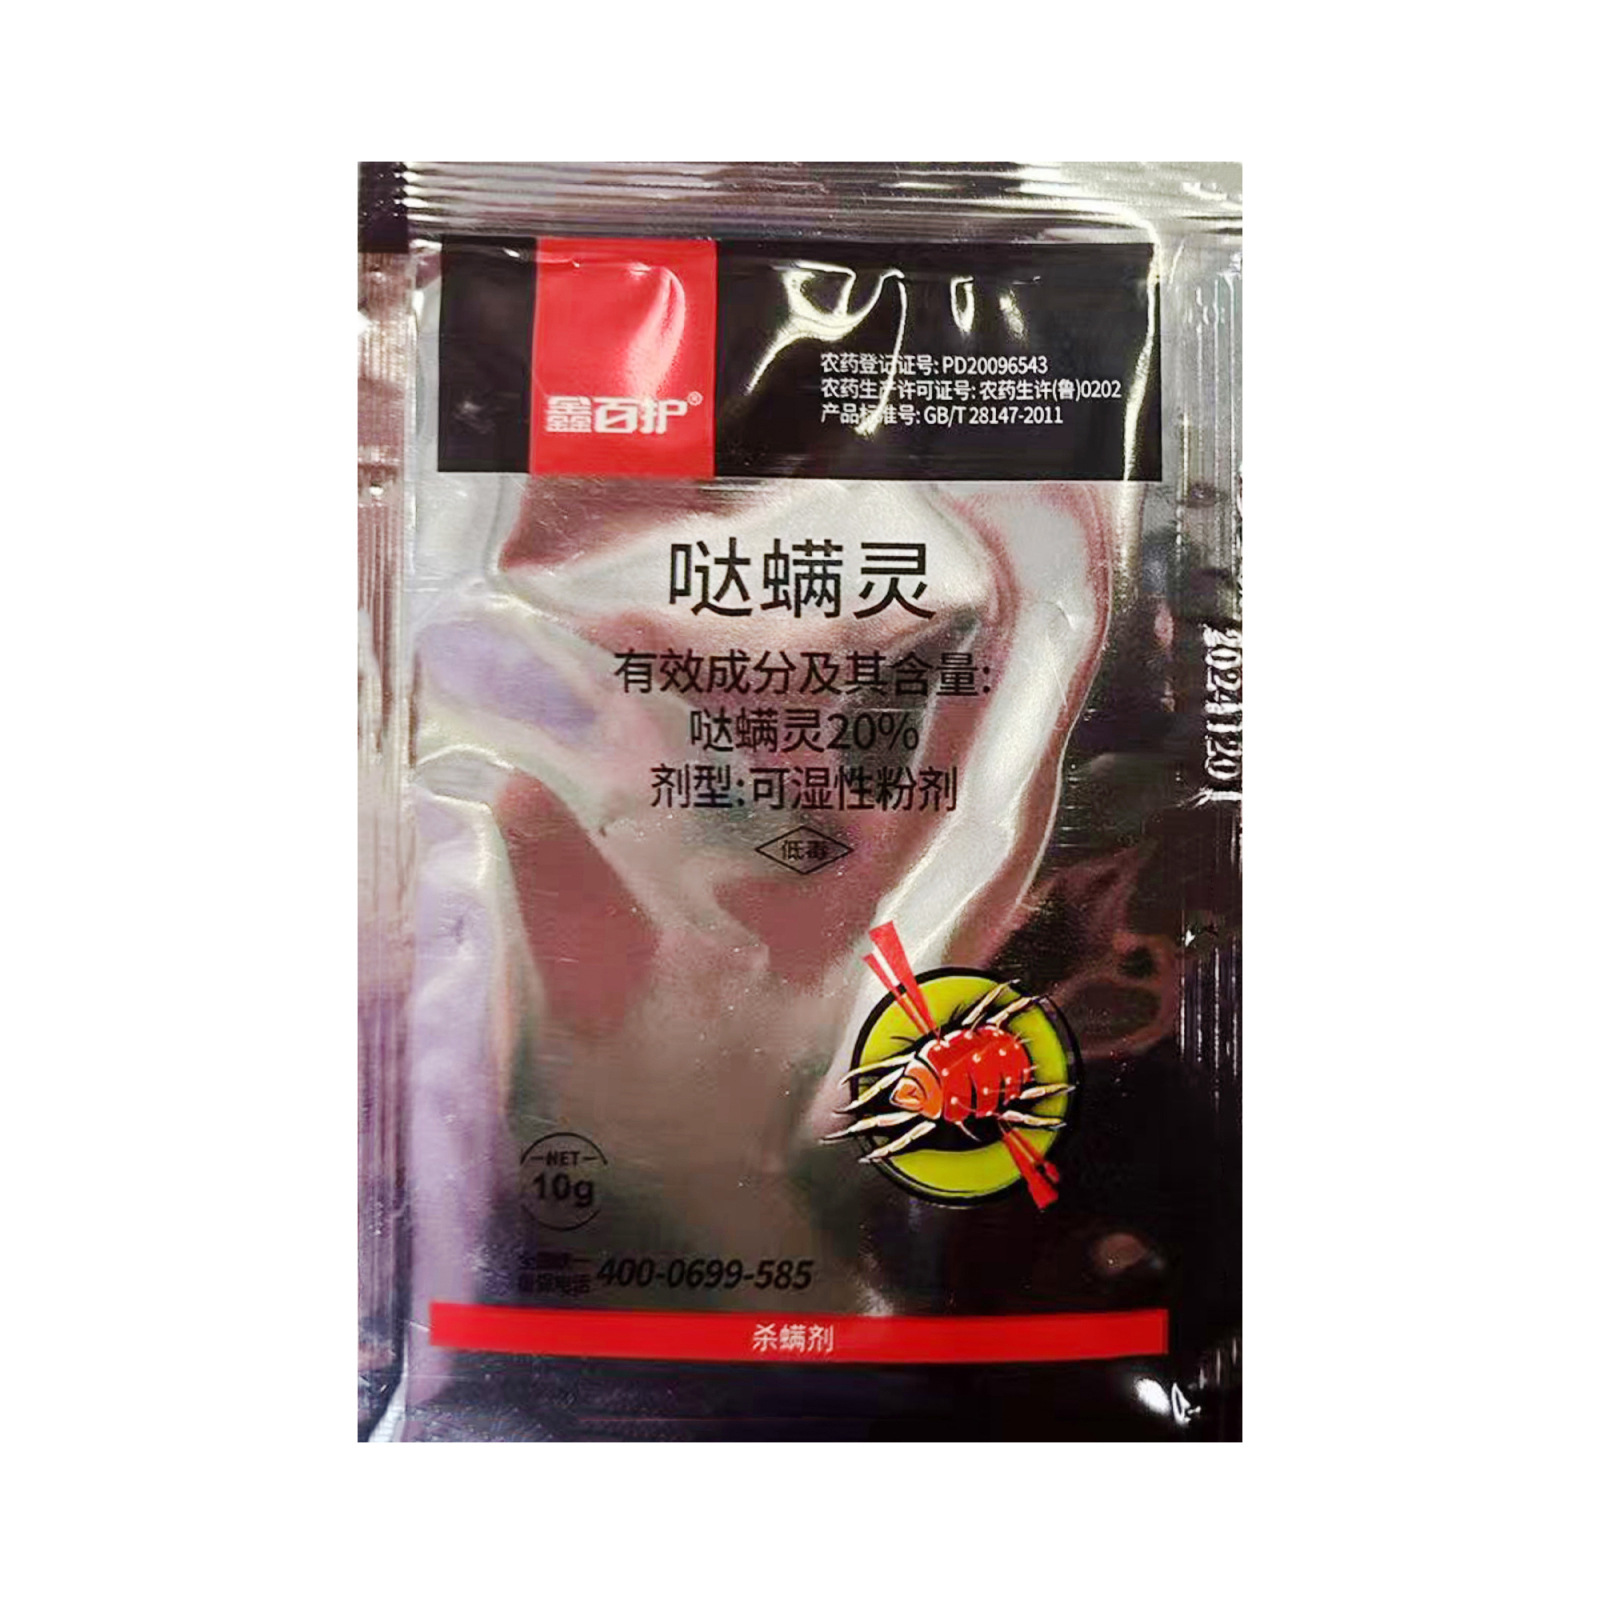 鑫百护®
农药登记证号:PD20096543
农药生产许可证号:农药生许(鲁)0202
产品标准号:GB/T 28147-2011
哒螨灵
有效成分及其含量:
哒螨灵20%
剂型:可湿性粉剂
低毒
20241120
NET
10g
400-0699-585
杀螨剂